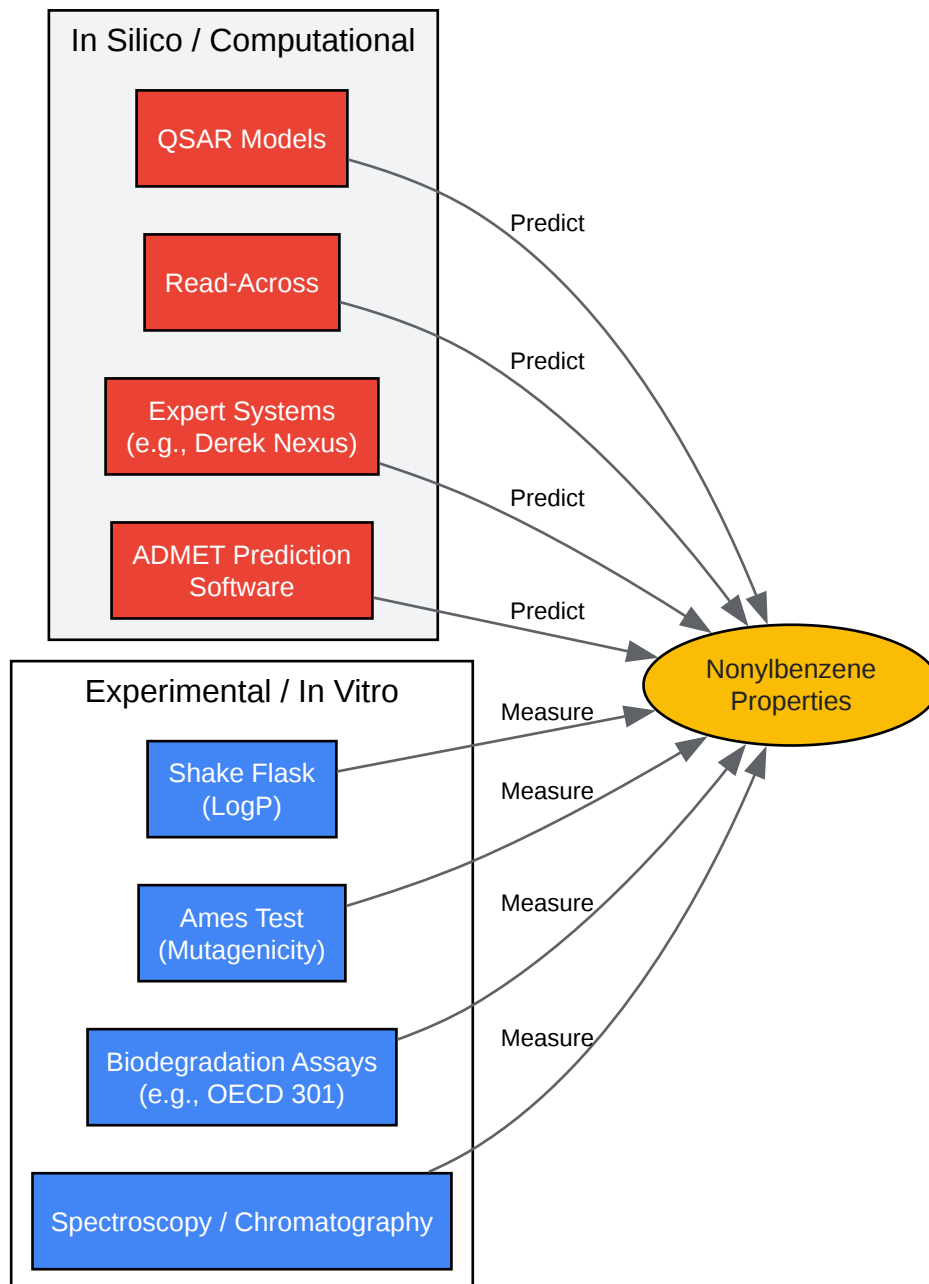 In Silico / Computational
QSAR Models
Predict
Read-Across
Predict
Expert Systems
(e.g., Derek Nexus)
Predict
ADMET Prediction
Software
Predict
Nonylbenzene
Properties
Experimental / In Vitro
Measure
Shake Flask
(LogP)
Measure
Ames Test
(Mutagenicity)
Measure
Biodegradation Assays
(e.g., OECD 301)
Measure
Spectroscopy / Chromatography